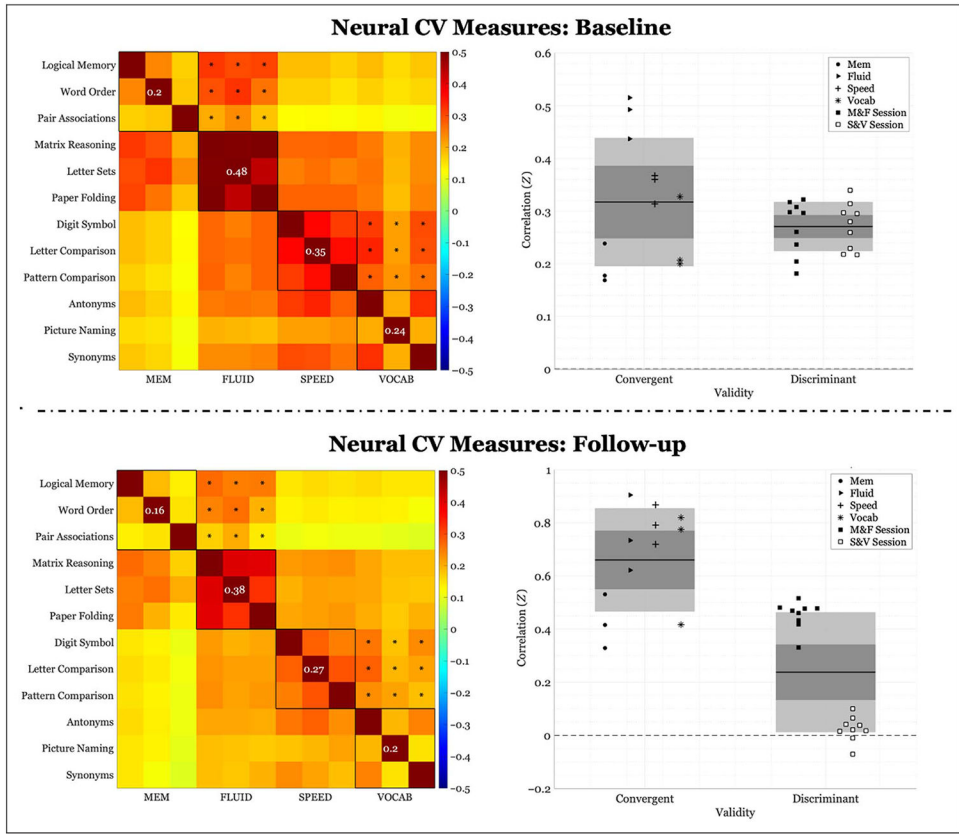 Neural CV Measures: Baseline
Logical Memory
Word Order
Pair Associations
Matrix Reasoning
Letter Sets
Paper Folding
Digit Symbol
Letter Comparison
Pattern Comparison
Antonyms
Picture Naming
Synonyms
* * *
* * *
* * *
0.2
0.48
* * *
* * *
* * *
0.35
0.24
MEM FLUID SPEED VOCAB
0.5
0.4
0.3
0.2
0.1
0
-0.1
-0.2
-0.3
-0.4
-0.5
Correlation (Z)
0.6
0.5
0.4
0.3
0.2
0.1
0
Mem
Fluid
Speed
Vocab
M&F Session
S&V Session
Convergent Discriminant
Validity
Neural CV Measures: Follow-up
Logical Memory
Word Order
Pair Associations
Matrix Reasoning
Letter Sets
Paper Folding
Digit Symbol
Letter Comparison
Pattern Comparison
Antonyms
Picture Naming
Synonyms
* * *
* * *
* * *
0.16
0.38
* * *
* * *
* * *
0.27
0.2
MEM FLUID SPEED VOCAB
0.5
0.4
0.3
0.2
0.1
0
-0.1
-0.2
-0.3
-0.4
-0.5
Correlation (Z)
1
0.8
0.6
0.4
0.2
0
-0.2
Mem
Fluid
Speed
Vocab
M&F Session
S&V Session
Convergent Discriminant
Validity